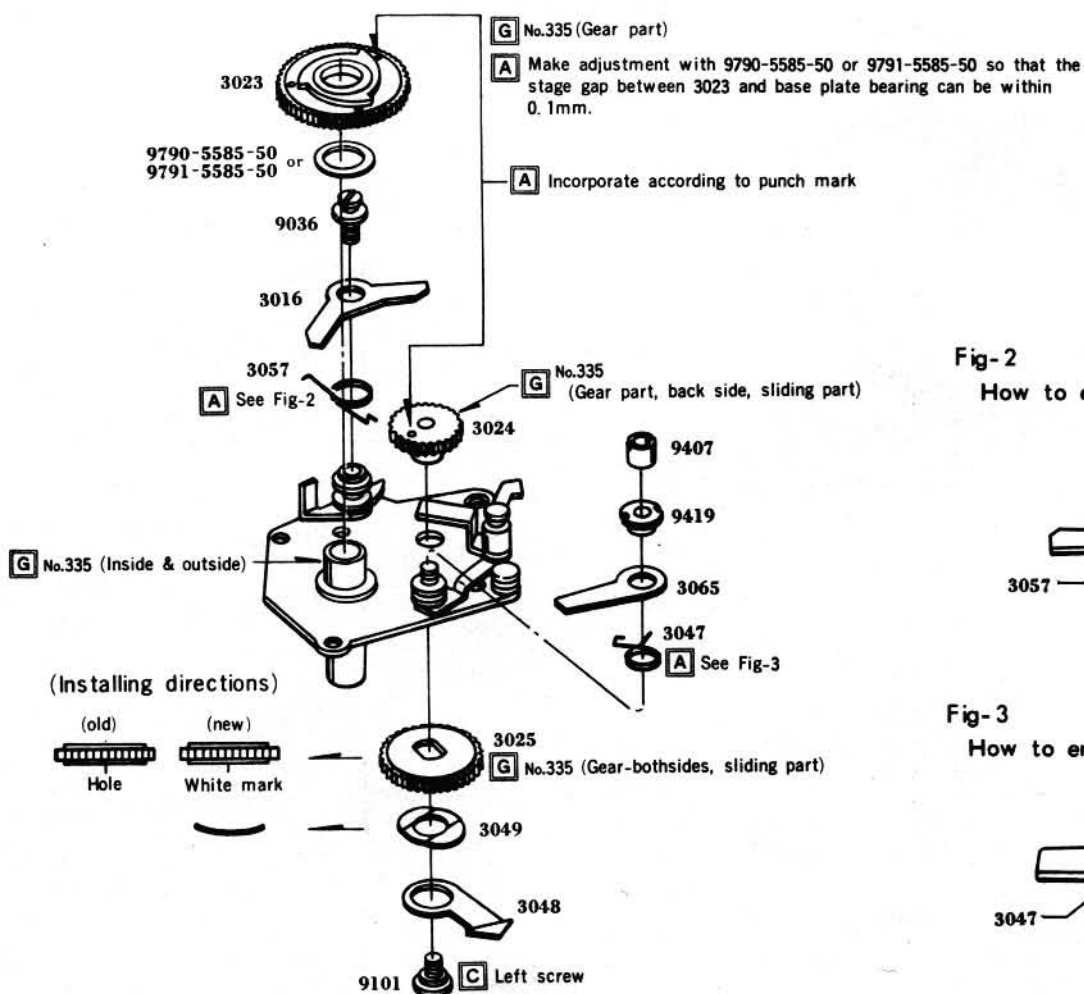 G No.335 (Gear part)
A Make adjustment with 9790-5585-50 or 9791-5585-50 so that the
stage gap between 3023 and base plate bearing can be within
0.1mm.
3023
9790-5585-50
9791-5585-50 or
A Incorporate according to punch mark
9036
3016
3057
A See Fig-2
G No.335
(Gear part, back side, sliding part)
3024
Fig-2
How to
9407
9419
3057
G No.335 (Inside & outside)
3065
3047
A See Fig-3
(Installing directions)
(old)
(new)
Hole
White mark
3025
G No.335 (Gear-bothsides, sliding part)
Fig-3
How to
3049
3048
3047
9101
C Left screw